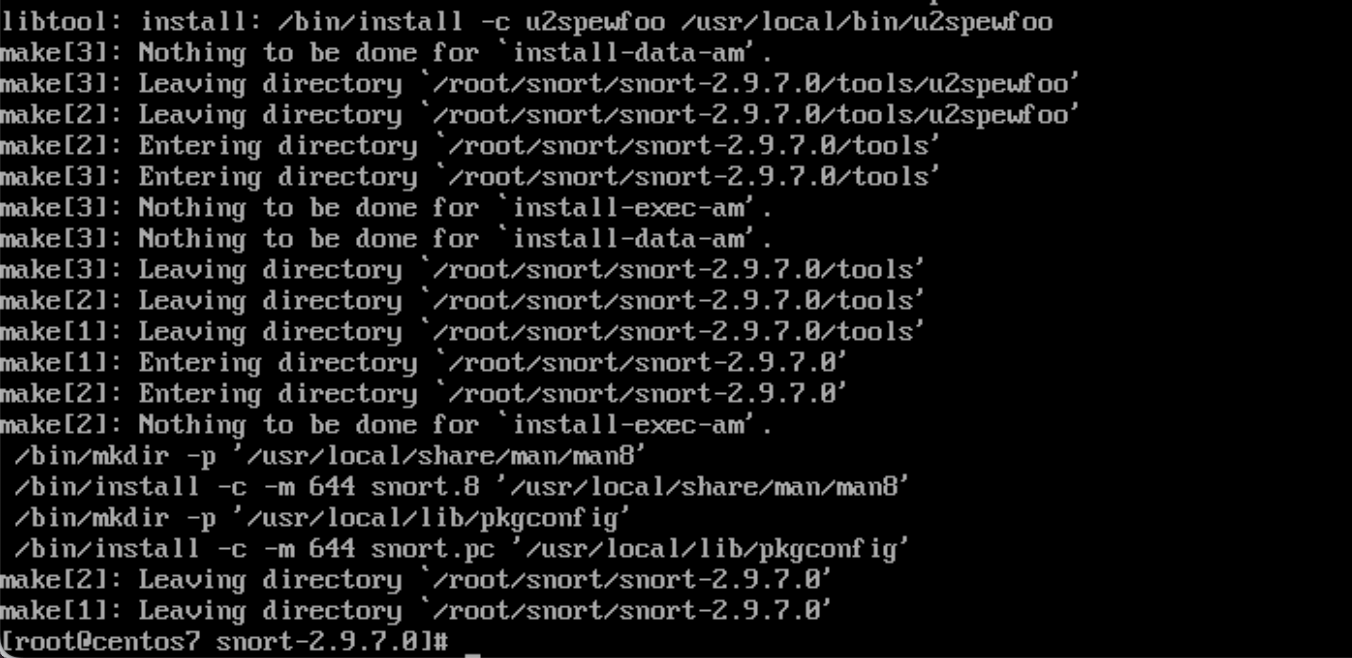 libtool: install: /bin/install -c u2spewfoo /usr/local/bin/u2spewfoo
make[3]: Nothing to be done for `install-data-am'.
make[3]: Leaving directory `/root/snort/snort-2.9.7.0/tools/u2spewfoo'
make[2]: Leaving directory `/root/snort/snort-2.9.7.0/tools/u2spewfoo'
make[2]: Entering directory `/root/snort/snort-2.9.7.0/tools'
make[3]: Entering directory `/root/snort/snort-2.9.7.0/tools'
make[3]: Nothing to be done for `install-exec-am'.
make[3]: Nothing to be done for `install-data-am'.
make[3]: Leaving directory `/root/snort/snort-2.9.7.0/tools'
make[2]: Leaving directory `/root/snort/snort-2.9.7.0/tools'
make[1]: Leaving directory `/root/snort/snort-2.9.7.0/tools'
make[1]: Entering directory `/root/snort/snort-2.9.7.0'
make[2]: Entering directory `/root/snort/snort-2.9.7.0'
make[2]: Nothing to be done for `install-exec-am'.
 /bin/mkdir -p '/usr/local/share/man/man8'
 /bin/install -c -m 644 snort.8 '/usr/local/share/man/man8'
 /bin/mkdir -p '/usr/local/lib/pkgconfig'
 /bin/install -c -m 644 snort.pc '/usr/local/lib/pkgconfig'
make[2]: Leaving directory `/root/snort/snort-2.9.7.0'
make[1]: Leaving directory `/root/snort/snort-2.9.7.0'
[root@centos7 snort-2.9.7.0]# _